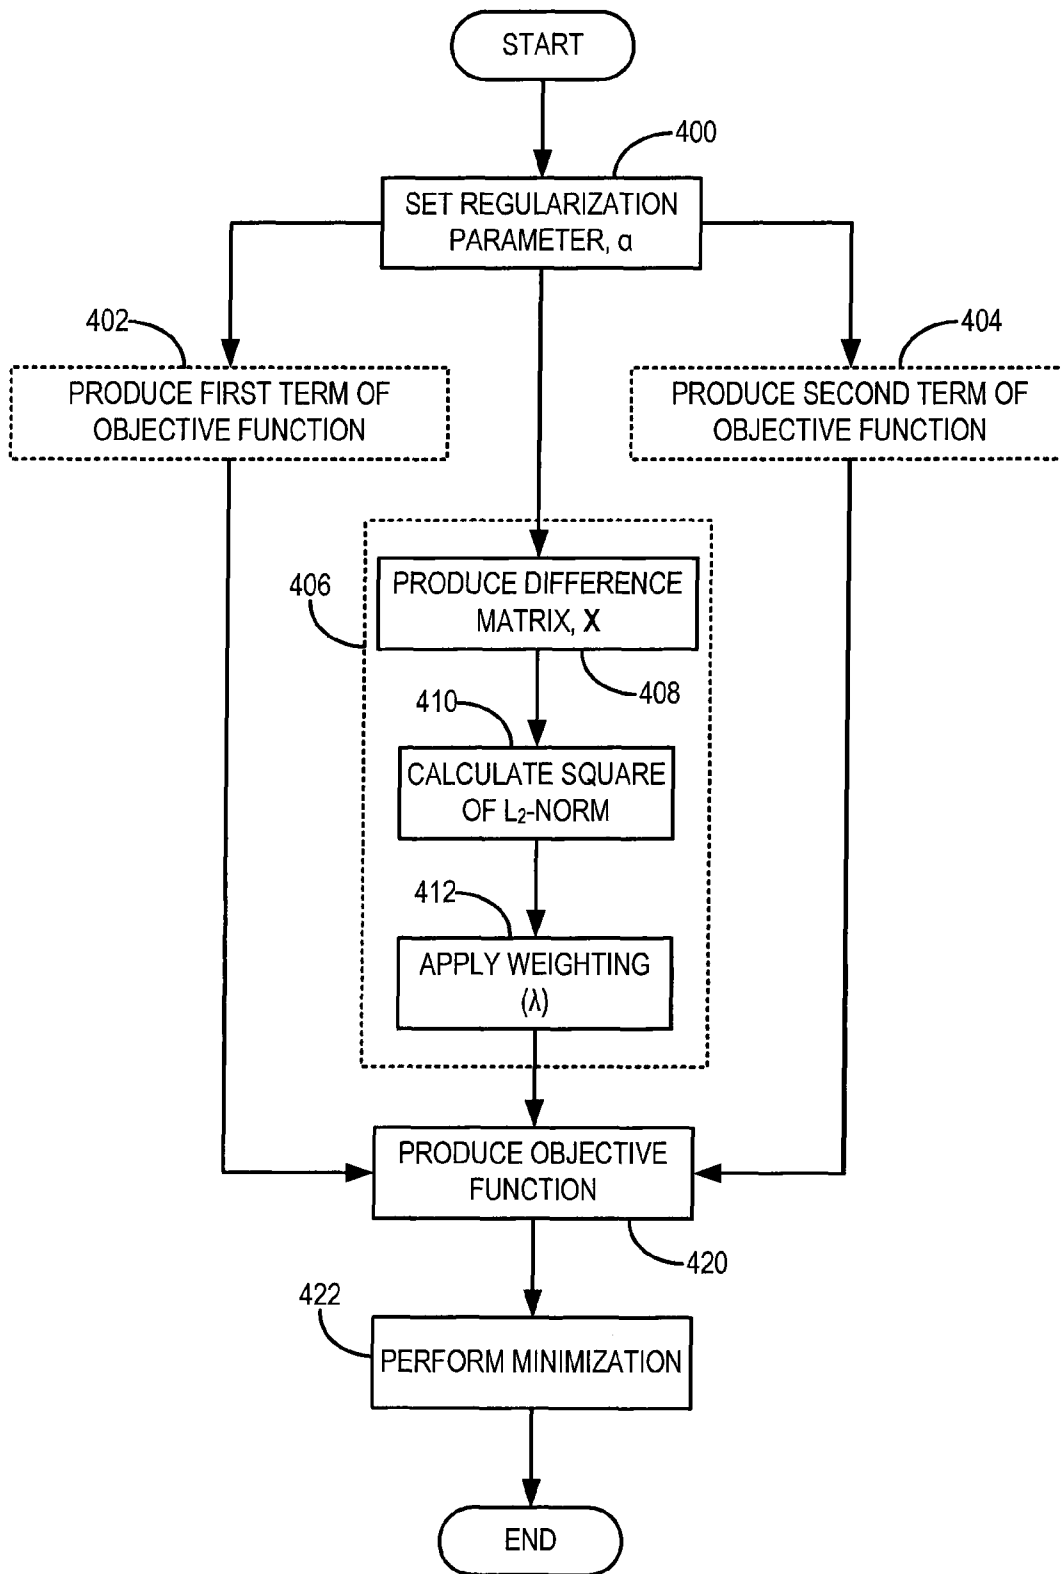 START
400
SET REGULARIZATION
PARAMETER, α
402
404
PRODUCE FIRST TERM OF
OBJECTIVE FUNCTION
PRODUCE SECOND TERM OF
OBJECTIVE FUNCTION
406
PRODUCE DIFFERENCE
MATRIX, X
408
410
CALCULATE SQUARE
OF L₂-NORM
412
APPLY WEIGHTING
(λ)
PRODUCE OBJECTIVE
FUNCTION
420
422
PERFORM MINIMIZATION
END